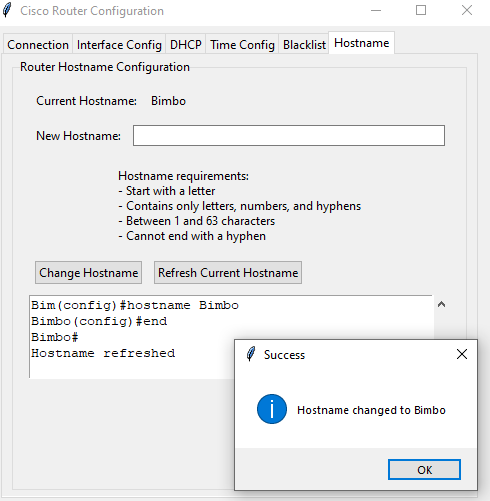 Cisco Router Configuration
Connection Interface Config DHCP Time Config Blacklist Hostname
Router Hostname Configuration
Current Hostname: Bimbo
New Hostname:
Hostname requirements:
- Start with a letter
- Contains only letters, numbers, and hyphens
- Between 1 and 63 characters
- Cannot end with a hyphen
Change Hostname Refresh Current Hostname
Bim(config)#hostname Bimbo
Bimbo(config)#end
Bimbo#
Hostname refreshed
Success
Hostname changed to Bimbo
OK